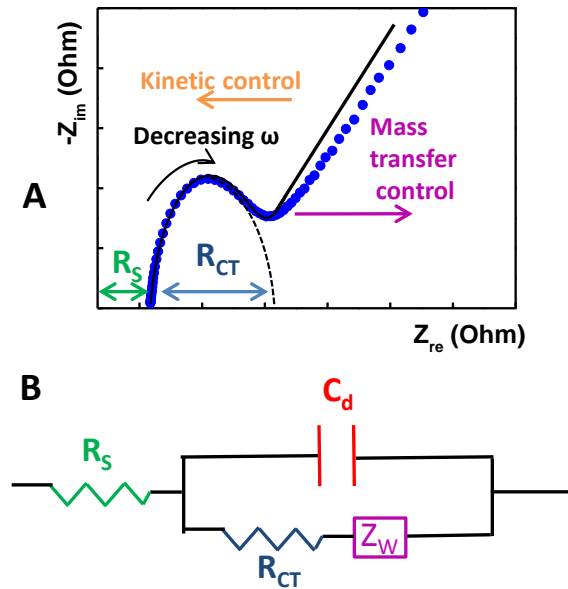 -Z_im (Ohm)
Kinetic control
Decreasing ω
Mass
transfer
control
A
R_S
R_CT
Z_re (Ohm)
B
C_d
R_S
Z_W
R_CT